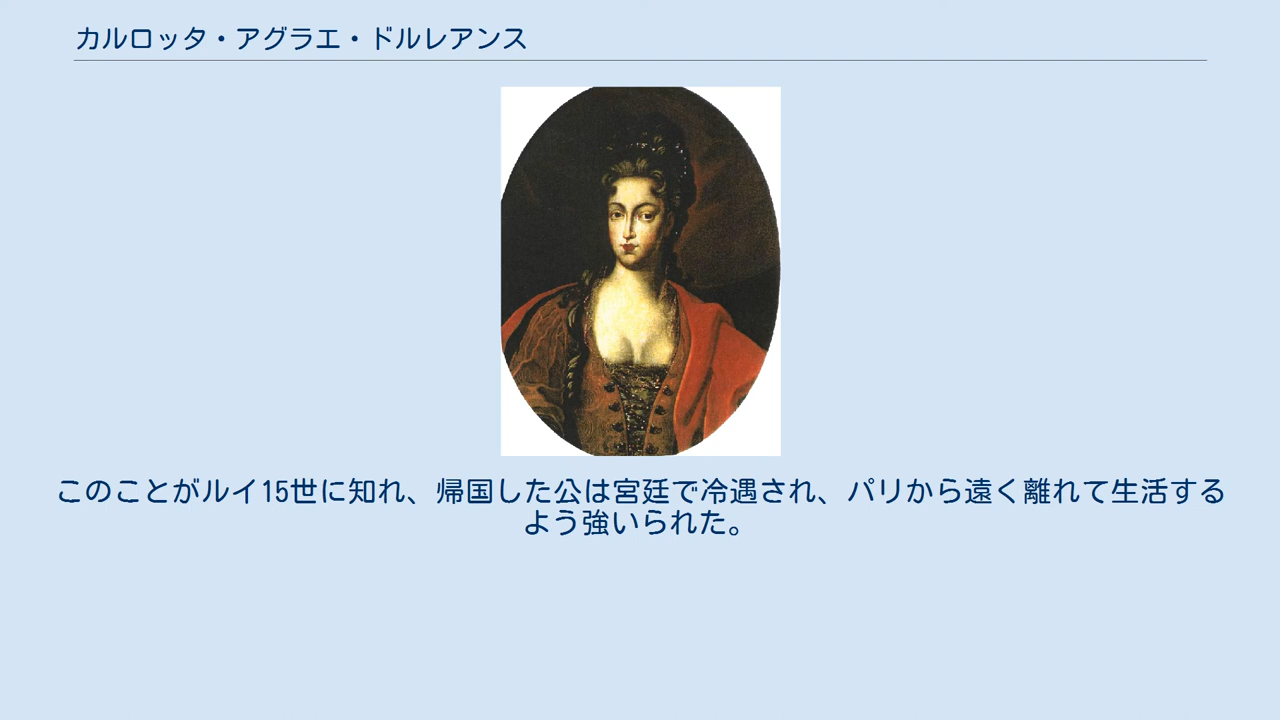 カルロッタ・アグラエ・ドルレアンス
このことがルイ15世に知れ、帰国した公は宮廷で冷遇され、パリから遠く離れて生活する
よう強いられた。